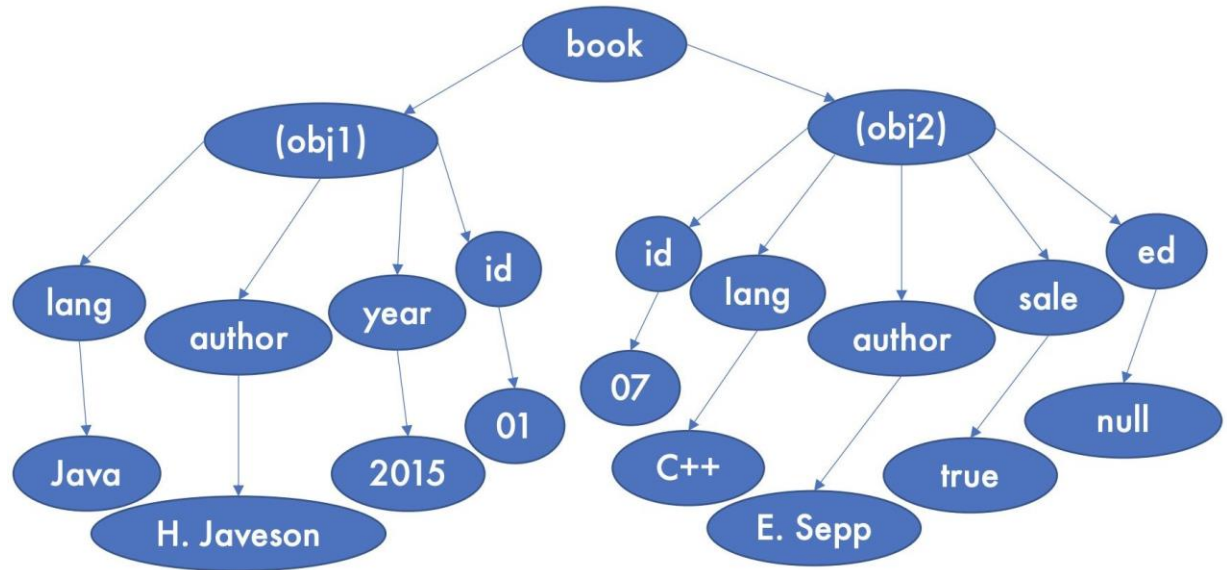 book
(obj1)
(obj2)
lang
author
year
id
id
lang
author
sale
ed
Java
H. Javeson
2015
01
07
C++
E. Sepp
true
null